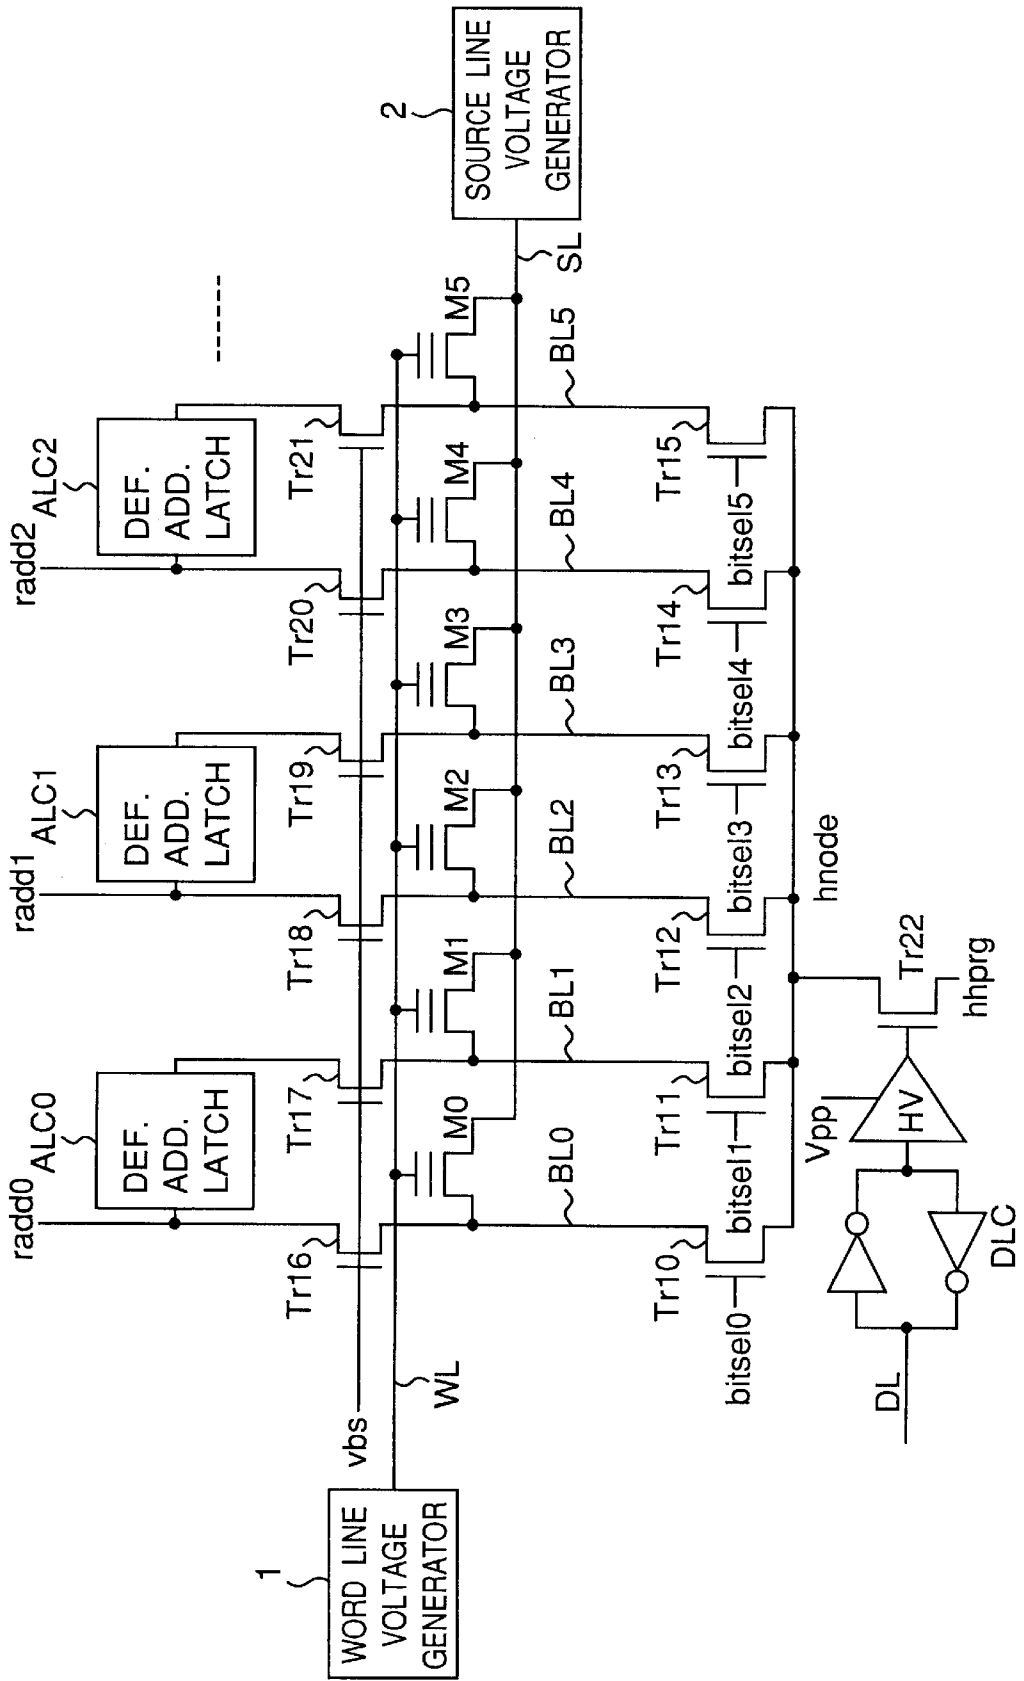 radd0
radd1
radd2
ALC0
ALC1
ALC2
DEF.
ADD.
LATCH
DEF.
ADD.
LATCH
DEF.
ADD.
LATCH
Tr16
Tr17
Tr18
Tr19
Tr20
Tr21
vbs
1
WORD LINE
VOLTAGE
GENERATOR
WL
M0
M1
M2
M3
M4
M5
2
SOURCE LINE
VOLTAGE
GENERATOR
SL
BL0
BL1
BL2
BL3
BL4
BL5
Tr10
Tr11
Tr12
Tr13
Tr14
Tr15
bitsel0
bitsel1
bitsel2
bitsel3
bitsel4
bitsel5
hnode
Vpp
HV
Tr22
hhprg
DL
DLC